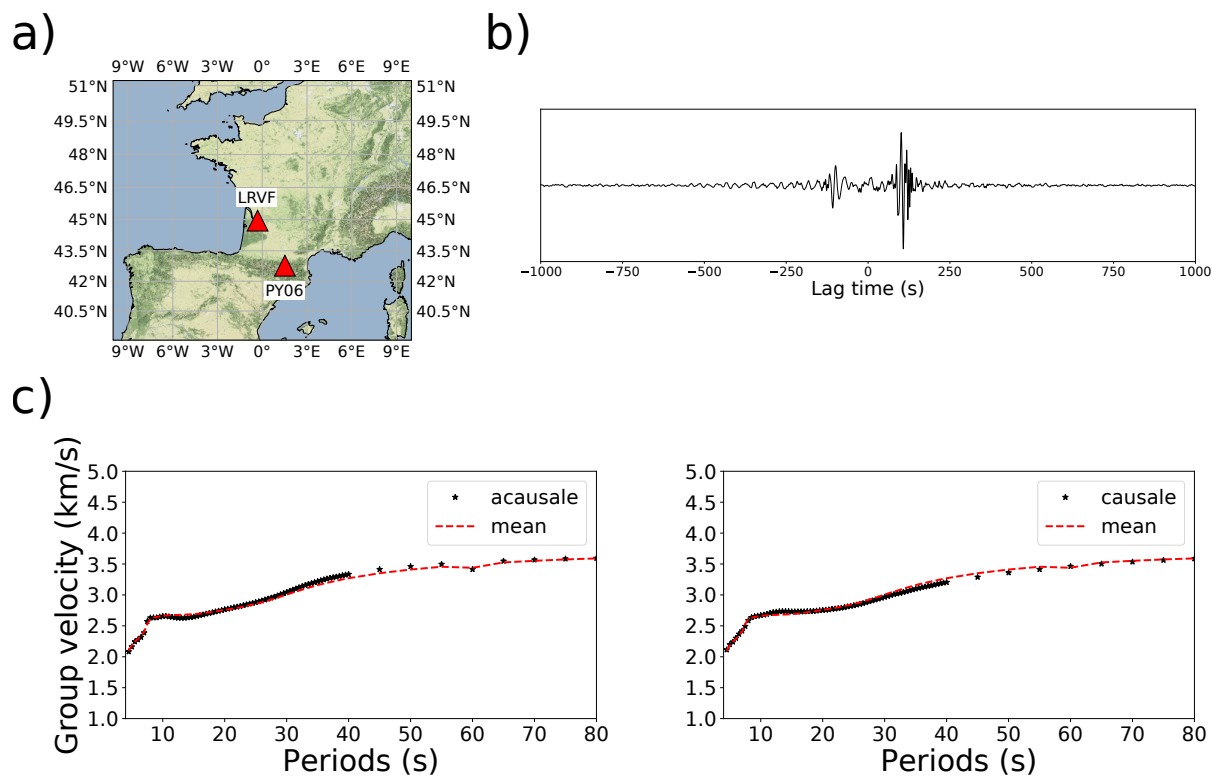 a)
9°W 6°W 3°W 0° 3°E 6°E 9°E
51°N 51°N
49.5°N 49.5°N
48°N 48°N
46.5°N 46.5°N
LRVF
45°N 45°N
43.5°N 43.5°N
42°N 42°N
PY06
40.5°N 40.5°N
9°W 6°W 3°W 0° 3°E 6°E 9°E
b)
−1000 −750 −500 −250 0 250 500 750 1000
Lag time (s)
c)
Group velocity (km/s)
5.0
4.5
4.0
3.5
3.0
2.5
2.0
1.5
1.0
acausale
mean
10 20 30 40 50 60 70 80
Periods (s)
5.0
4.5
4.0
3.5
3.0
2.5
2.0
1.5
1.0
causale
mean
10 20 30 40 50 60 70 80
Periods (s)